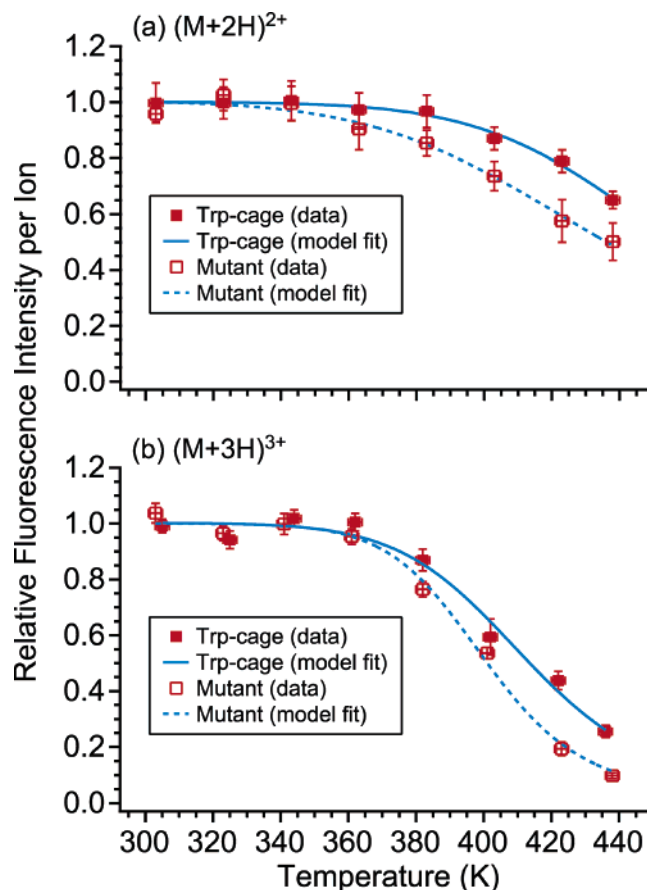 (a) (M+2H)²⁺
1.2
1.0
0.8
0.6
0.4
0.2
0.0
Trp-cage (data)
Trp-cage (model fit)
Mutant (data)
Mutant (model fit)
Relative Fluorescence Intensity per Ion
(b) (M+3H)³⁺
1.2
1.0
0.8
0.6
0.4
0.2
0.0
Trp-cage (data)
Trp-cage (model fit)
Mutant (data)
Mutant (model fit)
300 320 340 360 380 400 420 440
Temperature (K)